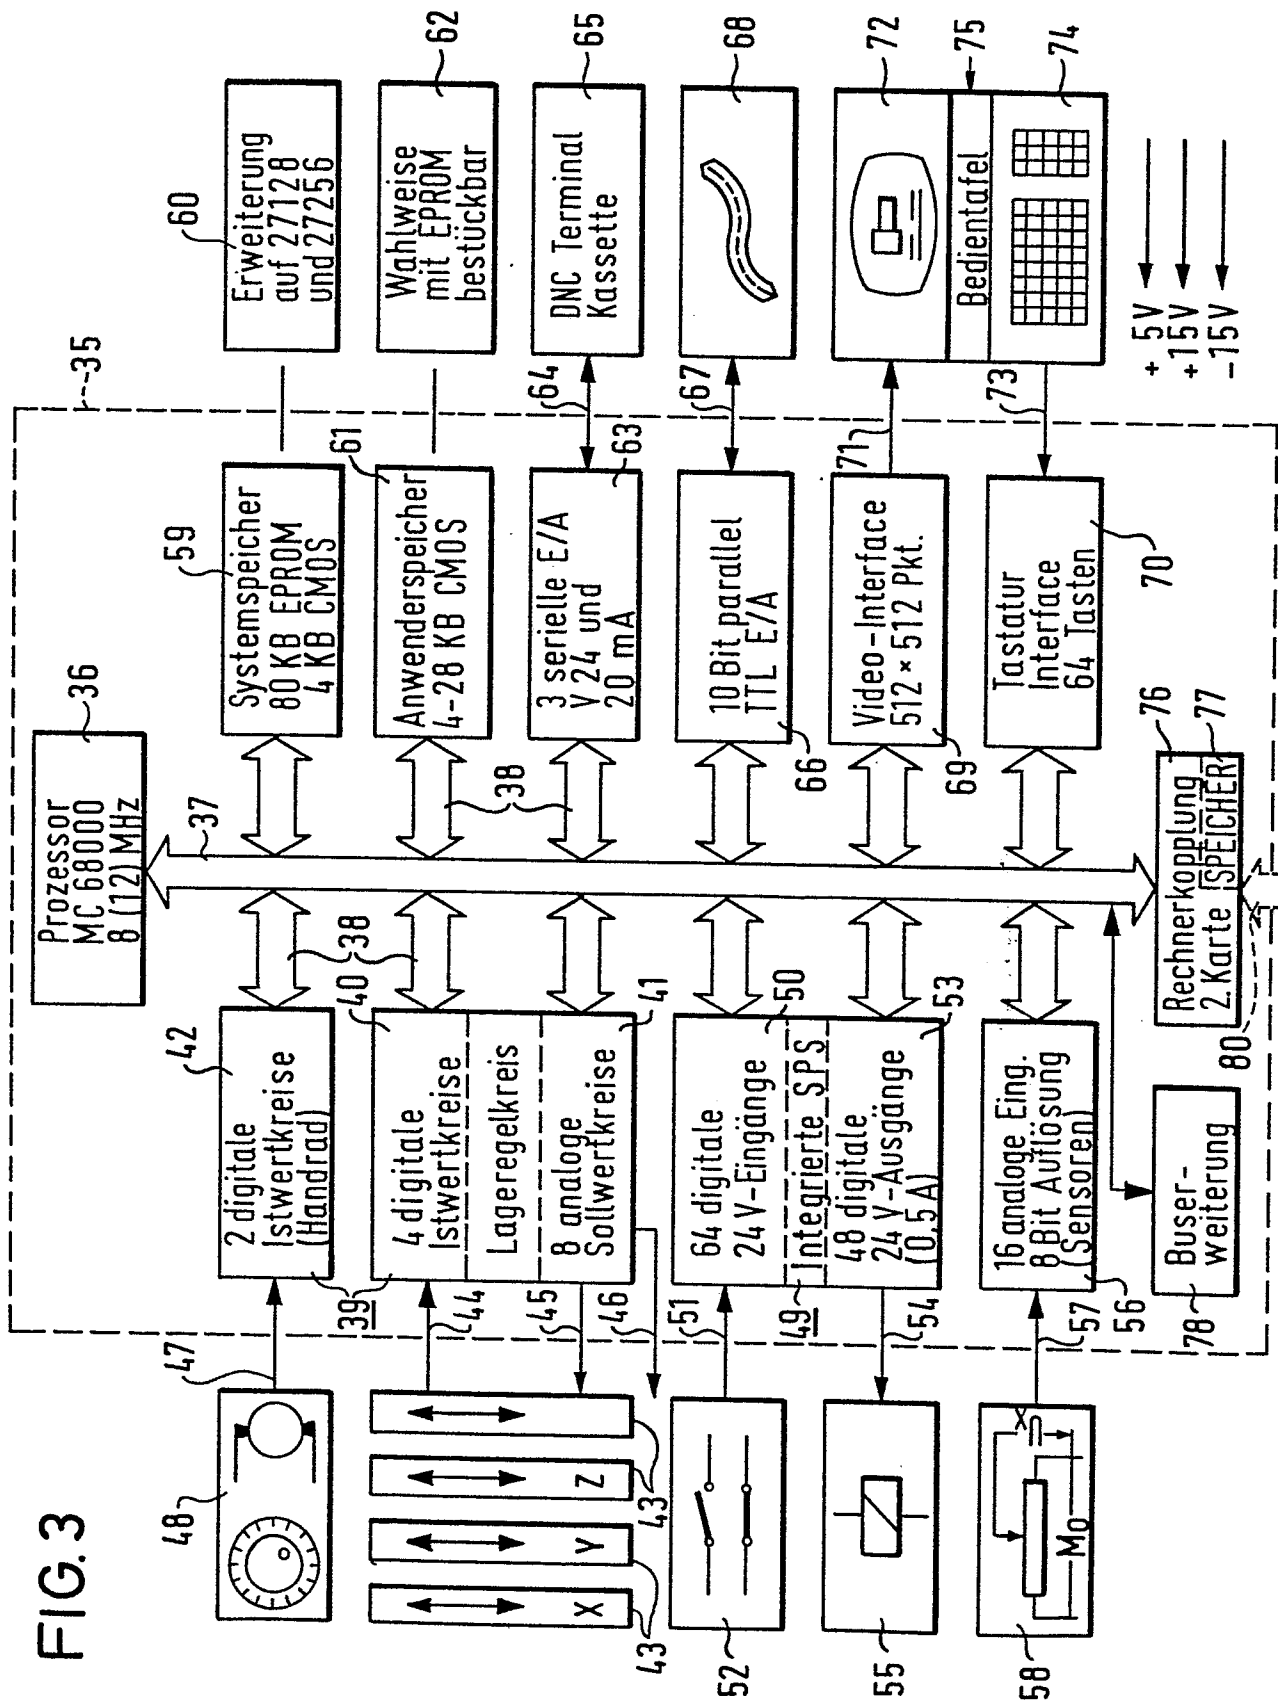 FIG. 3
35
Prozessor
MC 68000
8 (12) MHz
36
37
38
38
42
2 digitale
Istwertkreise
(Handrad)
39
40
4 digitale
Istwertkreise
Lageregelkreis
8 analoge
Sollwertkreise
41
44
45
46
47
48
X
Y
Z
43
43
50
64 digitale
24 V-Eingänge
Integrierte SPS
48 digitale
24 V-Ausgänge
(0,5 A)
53
49
51
52
54
55
16 analoge Eing.
8 Bit Auflösung
(Sensoren)
56
57
58
X
Mo
59
Systemspeicher
80 KB EPROM
4 KB CMOS
60
Erweiterung
auf 27128
und 27256
61
Anwenderspeicher
4-28 KB CMOS
62
Wahlweise
mit EPROM
bestückbar
63
3 serielle E/A
V 24 und
20 mA
64
65
DNC Terminal
Kassette
66
10 Bit parallel
TTL E/A
67
68
69
Video-Interface
512 × 512 Pkt.
71
72
Bedientafel
75
74
73
Tastatur
Interface
64 Tasten
70
76
Rechnerkopplung
2. Karte SPEICHER
77
80
78
Buser-
weiterung
+ 5 V
+15 V
-15 V